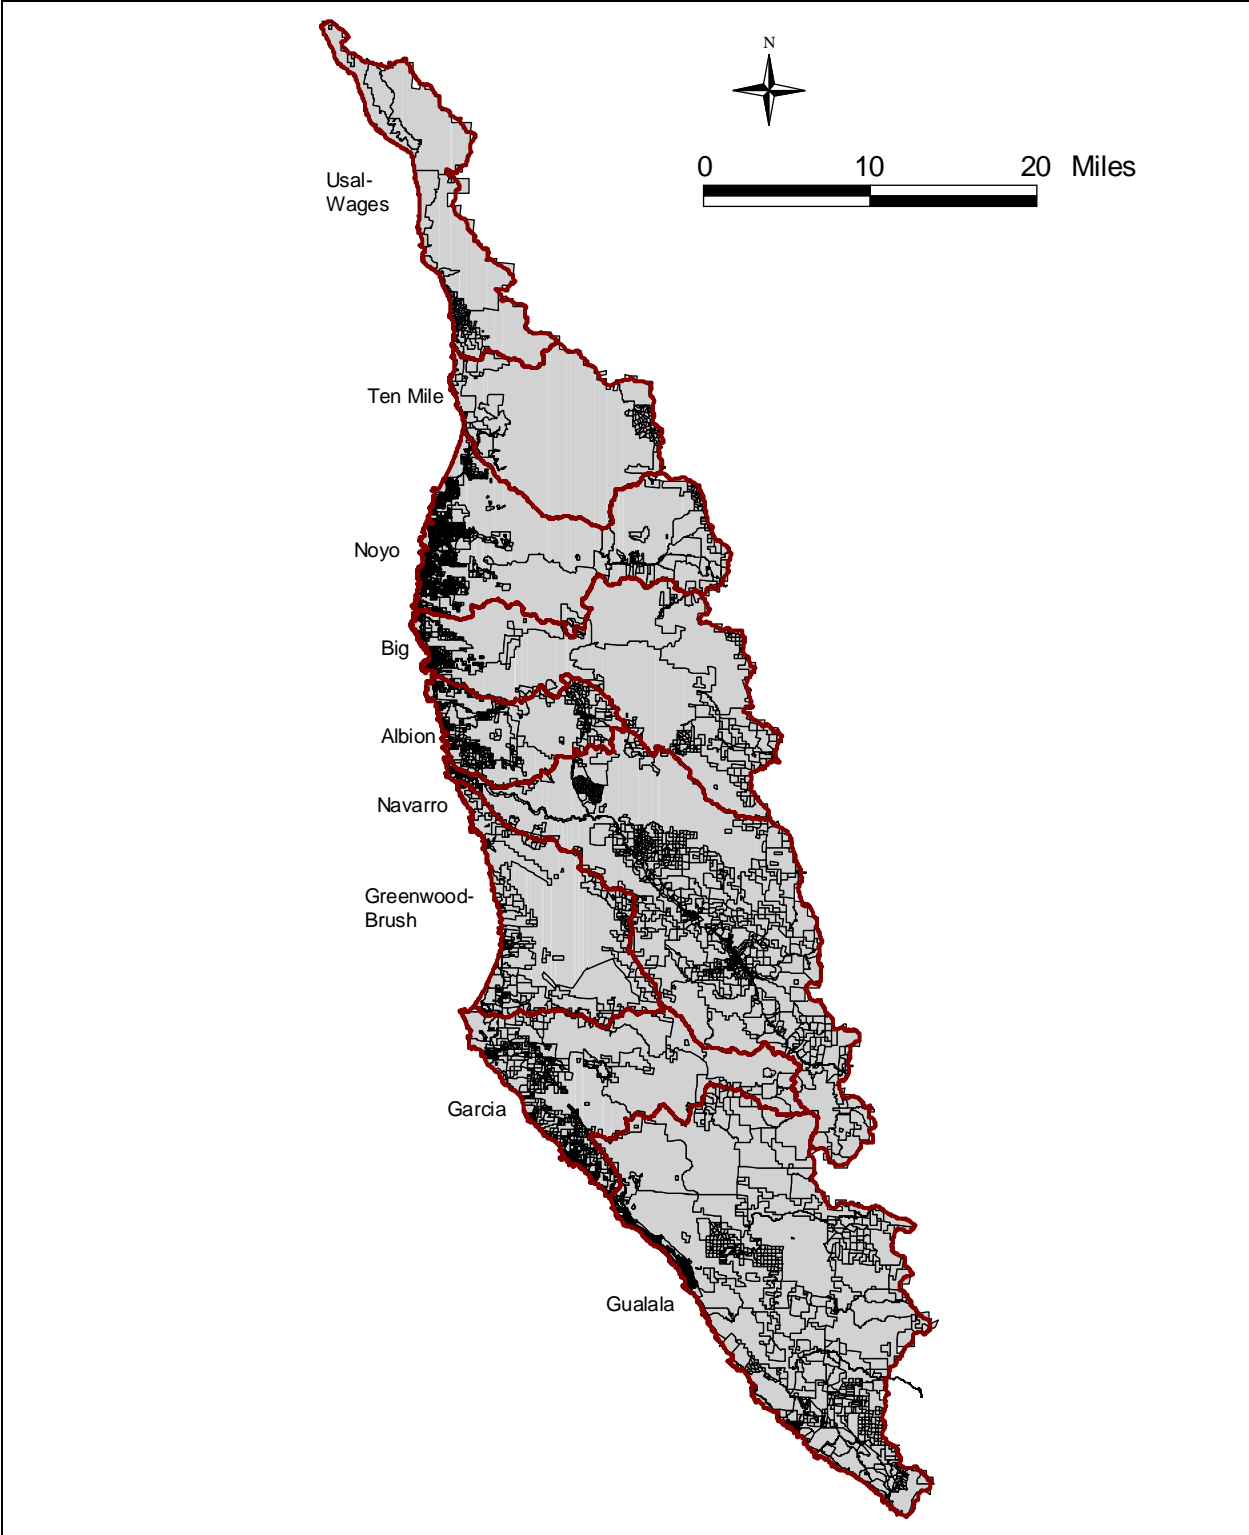 N
0 10 20 Miles
Usal-
Wages
Ten Mile
Noyo
Big
Albion
Navarro
Greenwood-
Brush
Garcia
Gualala